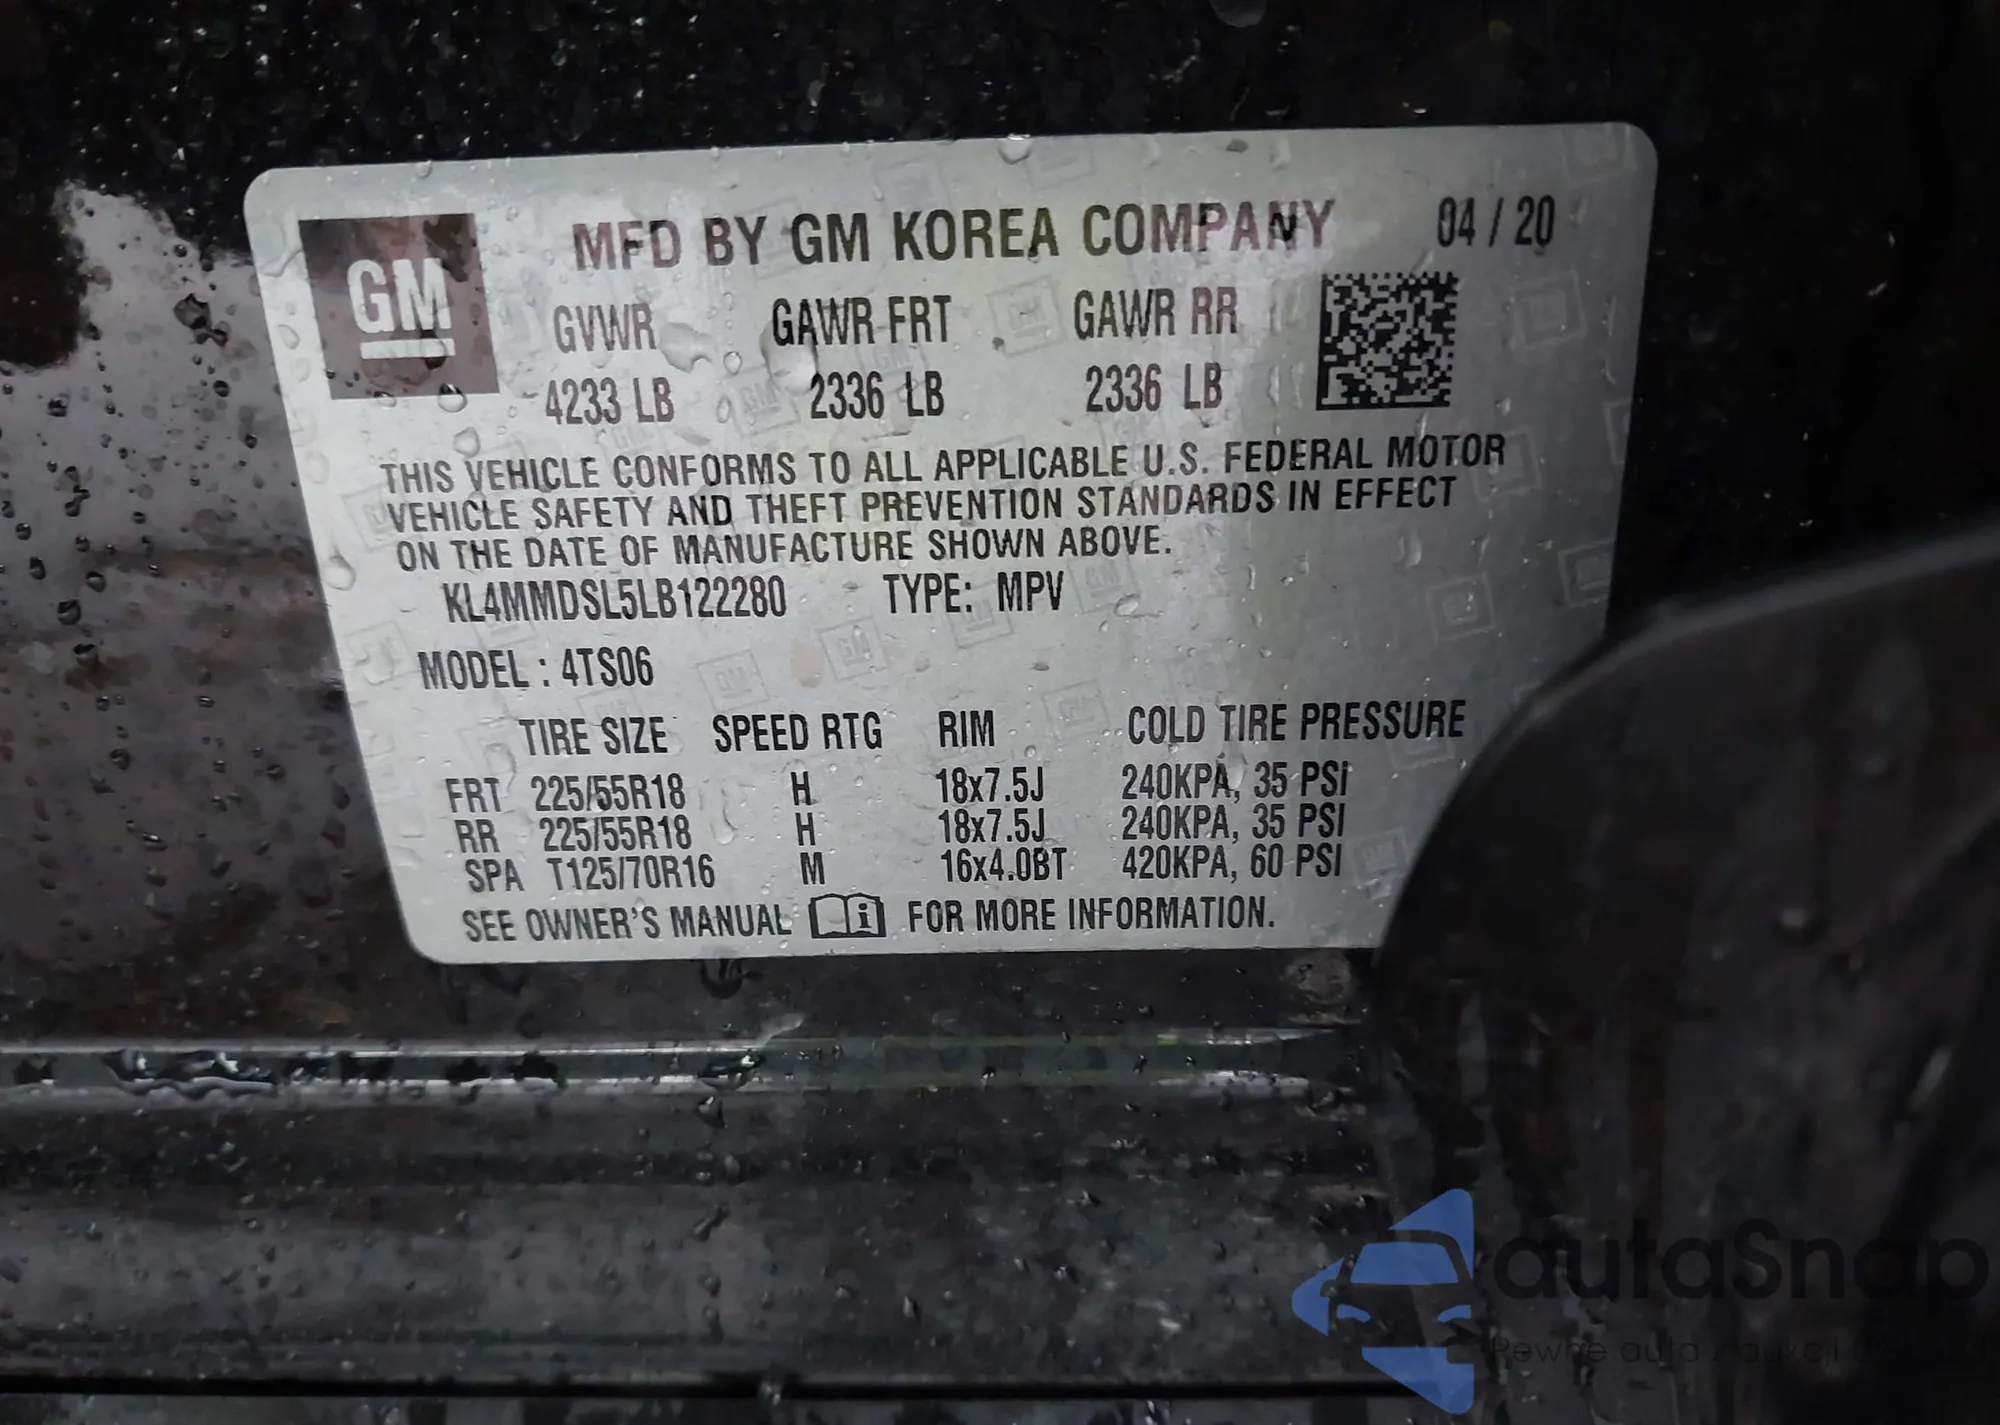 GM
MFD BY GM KOREA COMPANY 04 / 20
GVWR GAWR FRT GAWR RR
4233 LB 2336 LB 2336 LB
THIS VEHICLE CONFORMS TO ALL APPLICABLE U.S. FEDERAL MOTOR
VEHICLE SAFETY AND THEFT PREVENTION STANDARDS IN EFFECT
ON THE DATE OF MANUFACTURE SHOWN ABOVE.
KL4MMDSL5LB122280 TYPE: MPV
MODEL : 4TS06
TIRE SIZE SPEED RTG RIM COLD TIRE PRESSURE
FRT 225/55R18 H 18x7.5J 240KPA, 35 PSI
RR 225/55R18 H 18x7.5J 240KPA, 35 PSI
SPA T125/70R16 M 16x4.0BT 420KPA, 60 PSI
SEE OWNER'S MANUAL FOR MORE INFORMATION.
autaSnap
Pewne auta z aukcji